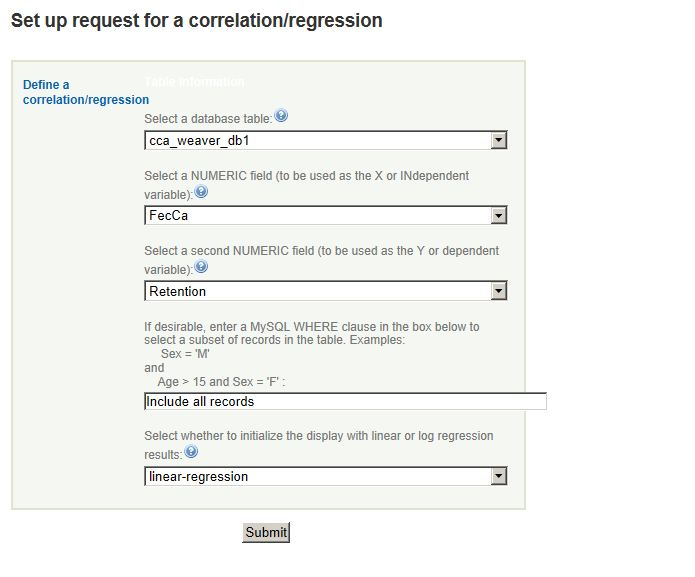 Set up request for a correlation/regression
Define a
correlation/regression
Table Information
Select a database table:
cca_weaver_db1
Select a NUMERIC field (to be used as the X or INdependent
variable):
FecCa
Select a second NUMERIC field (to be used as the Y or dependent
variable):
Retention
If desirable, enter a MySQL WHERE clause in the box below to
select a subset of records in the table. Examples:
Sex = 'M'
and
Age > 15 and Sex = 'F' :
Include all records
Select whether to initialize the display with linear or log regression
results:
linear-regression
Submit